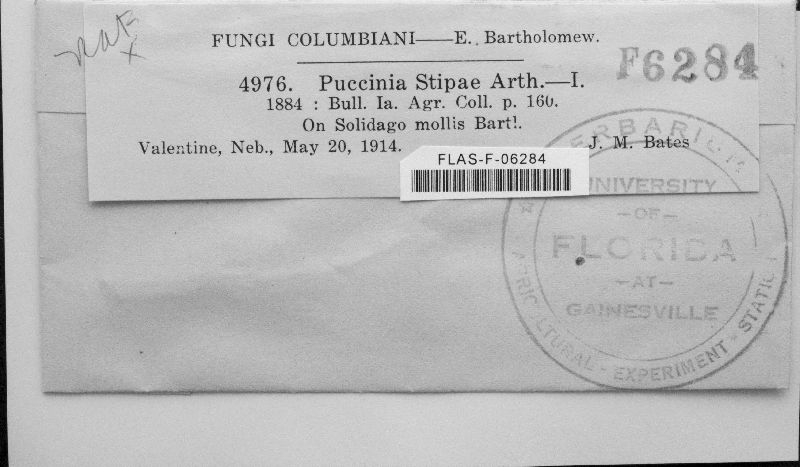 FUNGI COLUMBIANI—E. Bartholomew.
F6284
4976. Puccinia Stipae Arth.—I.
1884 : Bull. Ia. Agr. Coll. p. 160.
On Solidago mollis Bartl.
Valentine, Neb., May 20, 1914. J. M. Bates
FLAS-F-06284
HERBARIUM
UNIVERSITY
—OF—
FLORIDA
—AT—
GAINESVILLE
AGRICULTURAL - EXPERIMENT - STATION